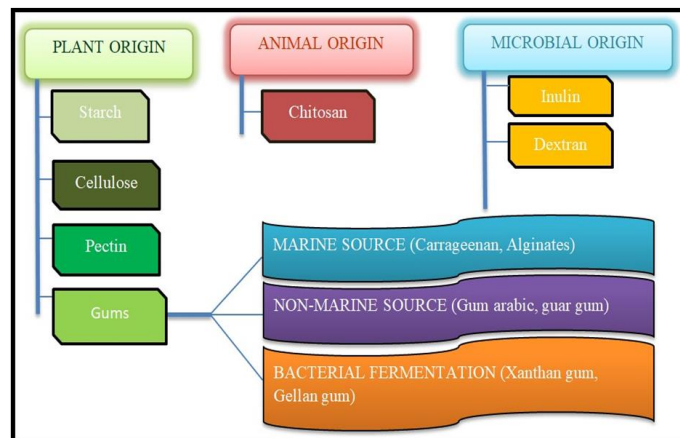 PLANT ORIGIN
ANIMAL ORIGIN
MICROBIAL ORIGIN
Starch
Cellulose
Pectin
Gums
Chitosan
Inulin
Dextran
MARINE SOURCE (Carrageenan, Alginates)
NON-MARINE SOURCE (Gum arabic, guar gum)
BACTERIAL FERMENTATION (Xanthan gum,
Gellan gum)